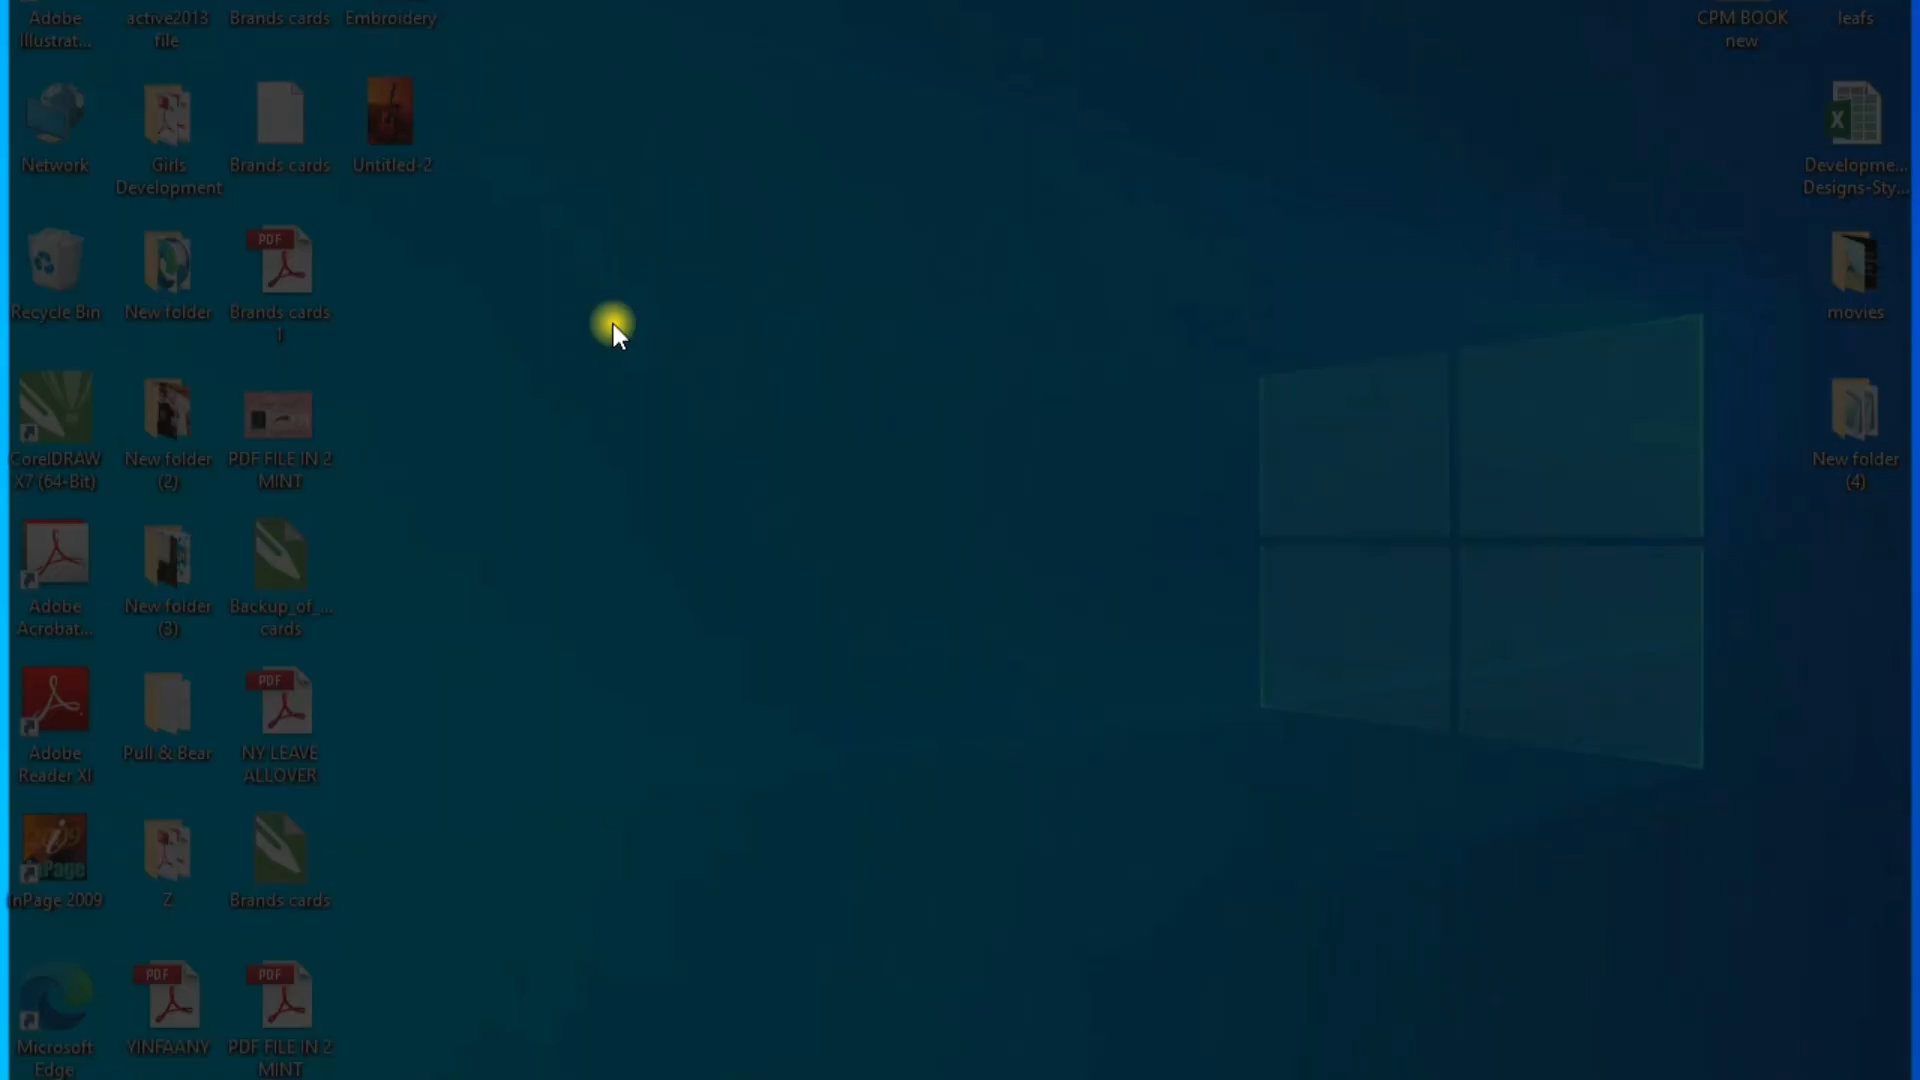 Adobe
Illustrat...
active2013
file
Brands cards
Embroidery
CPM BOOK
new
leafs
Network
Girls
Development
Brands cards
Untitled-2
X
Developme...
Designs-Sty...
Recycle Bin
New folder
PDF
Brands cards
1
movies
CorelDRAW
X7 (64-Bit)
New folder
(2)
PDF FILE IN 2
MINT
New folder
(4)
Adobe
Acrobat...
New folder
(3)
Backup_of_...
cards
Adobe
Reader XI
Pull & Bear
PDF
NY LEAVE
ALLOVER
InPage 2009
Z
Brands cards
Microsoft
Edge
PDF
YINFAANY
PDF
PDF FILE IN 2
MINT